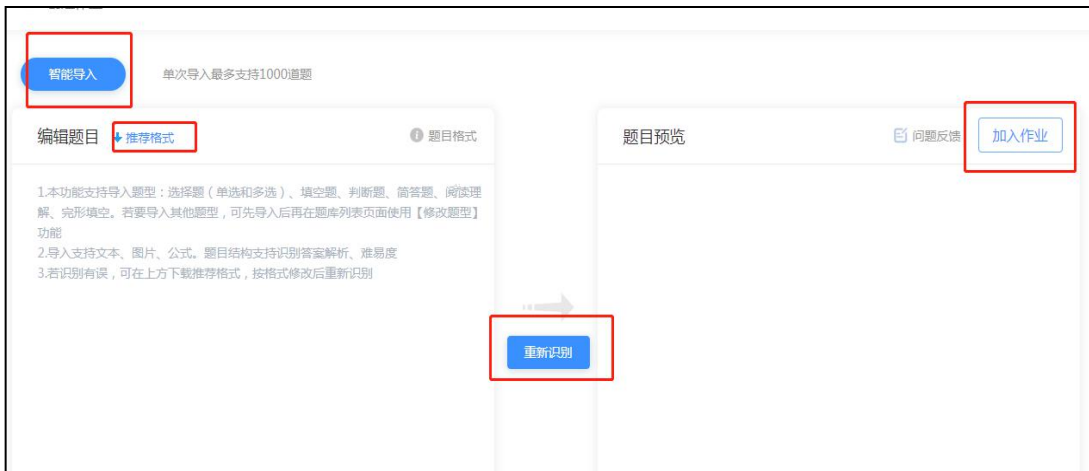 智能导入
单次导入最多支持1000道题
编辑题目 推荐格式 题目格式
1.本功能支持导入题型：选择题（单选和多选）、填空题、判断题、简答题、阅读理
解、完形填空。若要导入其他题型，可先导入后再在题库列表页面使用【修改题型】
功能
2.导入支持文本、图片、公式。题目结构支持识别答案解析、难易度
3.若识别有误，可在上方下载推荐格式，按格式修改后重新识别
重新识别
题目预览 问题反馈 加入作业